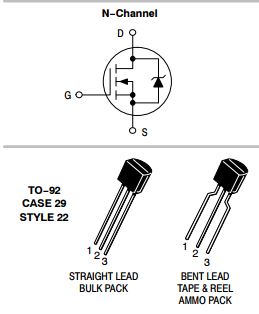 N–Channel
D
G
S
TO–92
CASE 29
STYLE 22
1
2
3
STRAIGHT LEAD
BULK PACK
1
2
3
BENT LEAD
TAPE & REEL
AMMO PACK